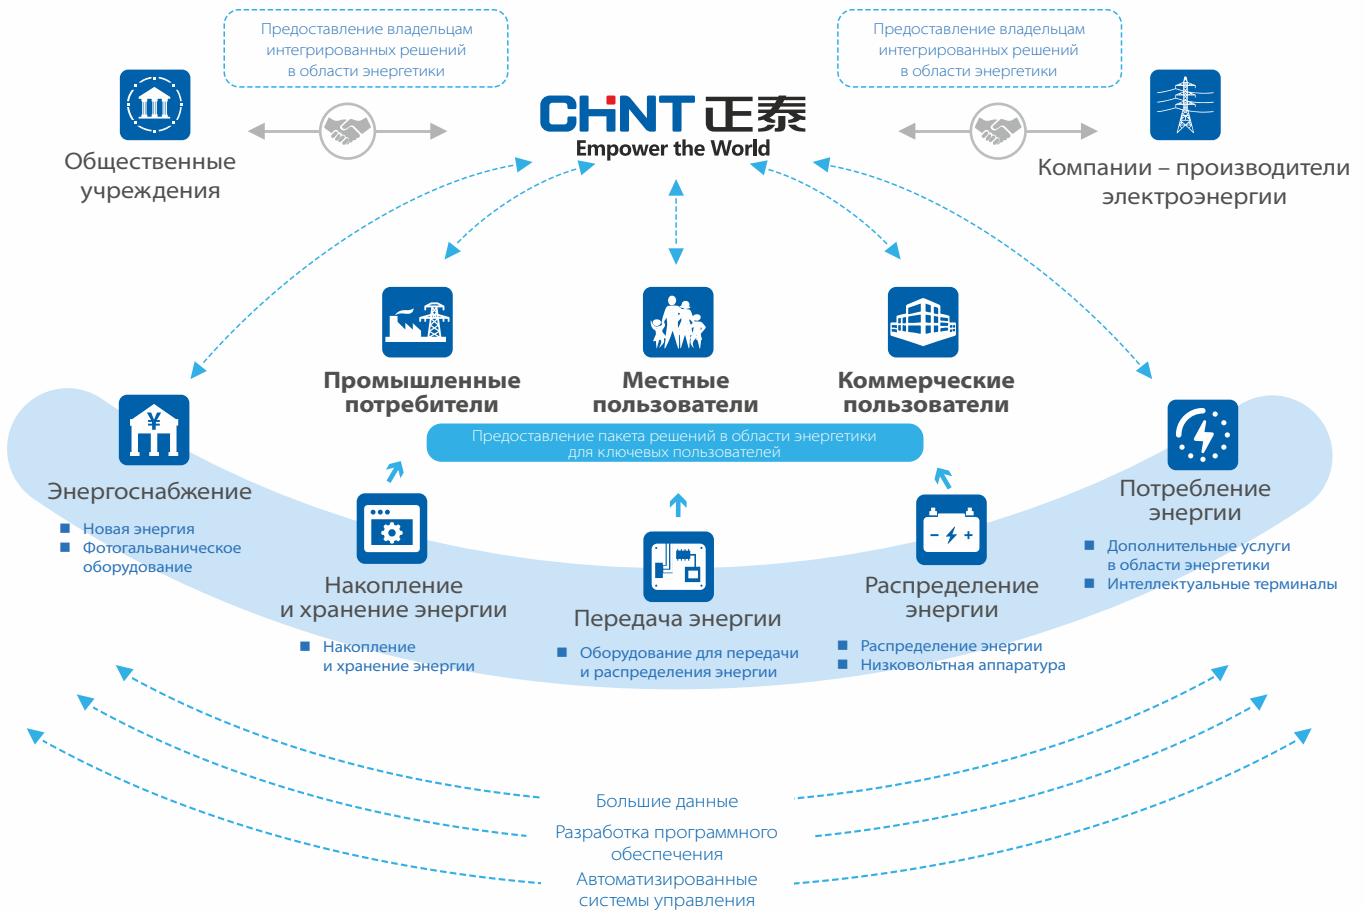 Предоставление владельцам
интегрированных решений
в области энергетики
Предоставление владельцам
интегрированных решений
в области энергетики
CHNT 正泰
Empower the World
Общественные
учреждения
Компании – производители
электроэнергии
Промышленные
потребители
Местные
пользователи
Коммерческие
пользователи
Предоставление пакета решений в области энергетики
для ключевых пользователей
¥
Энергоснабжение
Новая энергия
Фотогальваническое
оборудование
Накопление
и хранение энергии
Накопление
и хранение энергии
Передача энергии
Оборудование для передачи
и распределения энергии
Распределение
энергии
Распределение энергии
Низковольтная аппаратура
Потребление
энергии
Дополнительные услуги
в области энергетики
Интеллектуальные терминалы
Большие данные
Разработка программного
обеспечения
Автоматизированные
системы управления